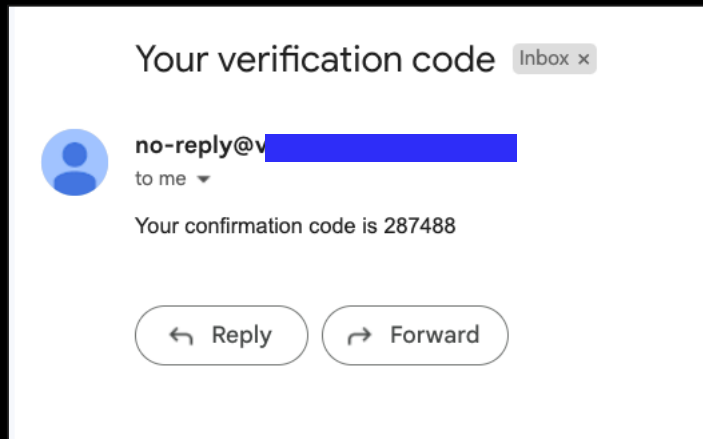 Your verification code Inbox ×
no-reply@v
to me
Your confirmation code is 287488
Reply Forward